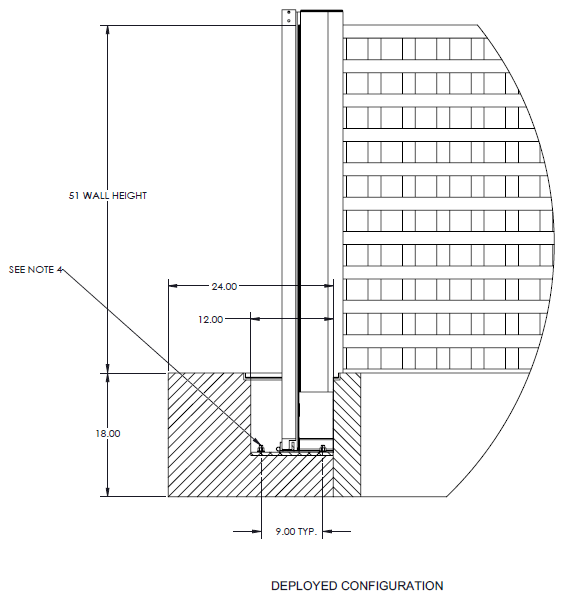 51 WALL HEIGHT
SEE NOTE 4
24.00
12.00
18.00
9.00 TYP.
DEPLOYED CONFIGURATION